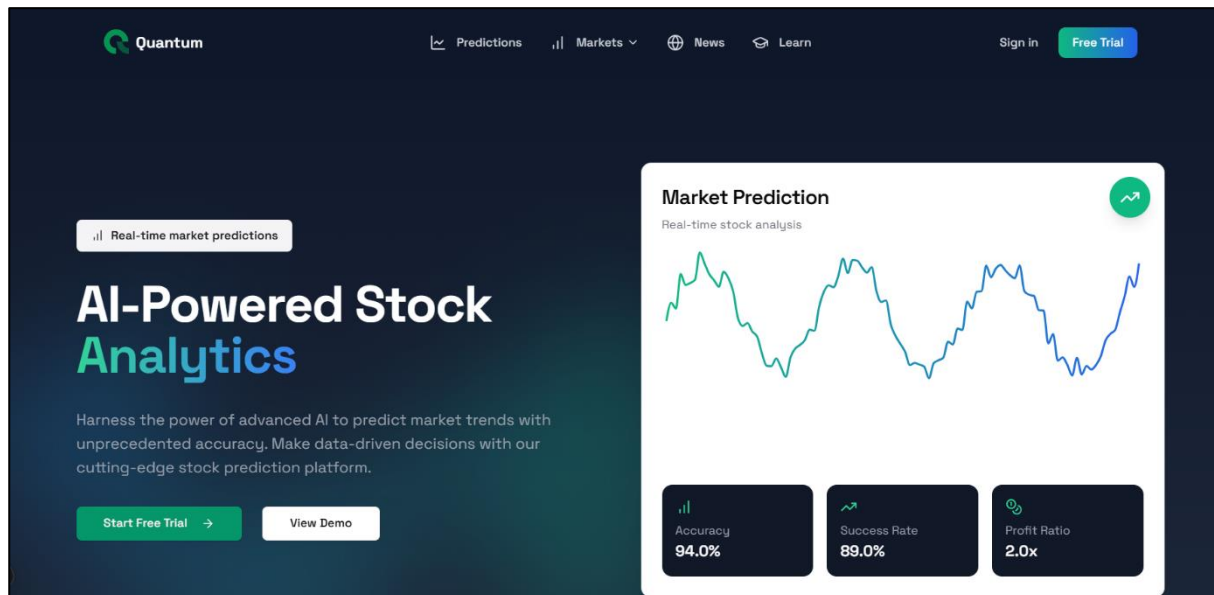 Quantum
Predictions
Markets
News
Learn
Sign in
Free Trial
Real-time market predictions
AI-Powered Stock
Analytics
Harness the power of advanced AI to predict market trends with
unprecedented accuracy. Make data-driven decisions with our
cutting-edge stock prediction platform.
Start Free Trial →
View Demo
Market Prediction
Real-time stock analysis
Accuracy
94.0%
Success Rate
89.0%
Profit Ratio
2.0x